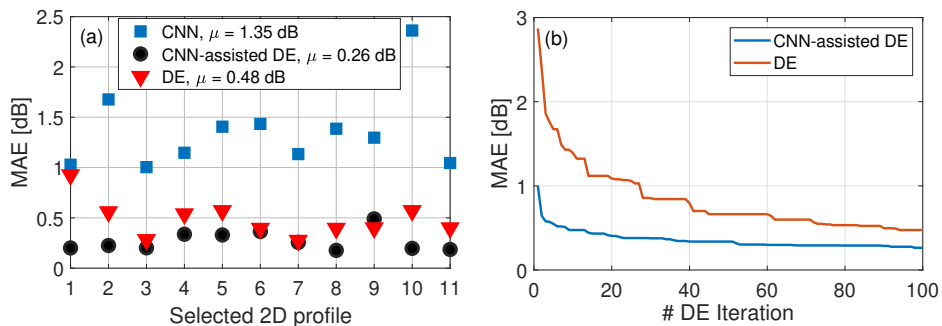 (a)
CNN, μ = 1.35 dB
CNN-assisted DE, μ = 0.26 dB
DE, μ = 0.48 dB
2.5
2
1.5
1
0.5
0
MAE [dB]
1 2 3 4 5 6 7 8 9 10 11
Selected 2D profile
(b)
CNN-assisted DE
DE
3
2
1
0
MAE [dB]
0 20 40 60 80 100
# DE Iteration